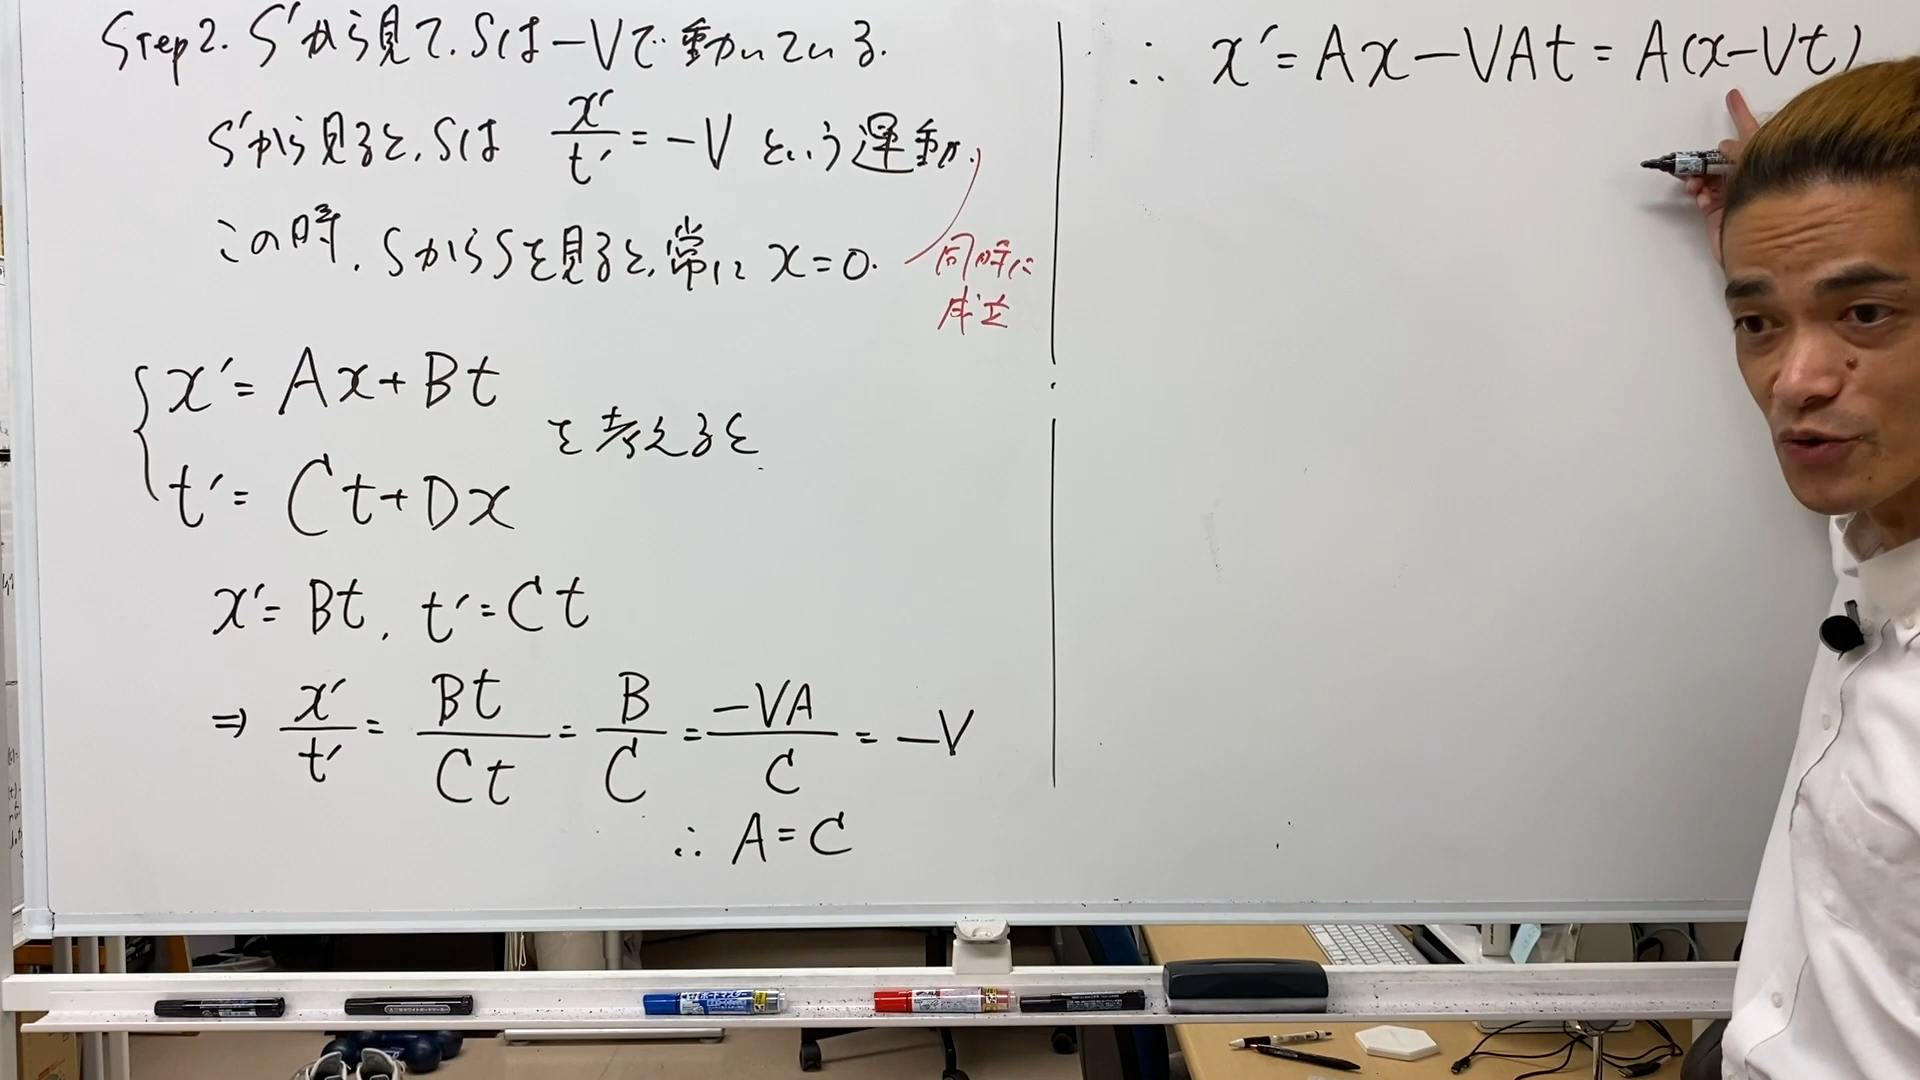 Step2. S'から見て、Sは−Vで動いている.
S'から見ると、Sは x'/t' = −V という運動.
この時、SからSを見ると、常に x=0.
同時に
成立
{ x' = Ax + Bt
t' = Ct + Dx
を考えると、
x' = Bt, t' = Ct
⇒ x'/t' = Bt/Ct = B/C = −VA/C = −V
∴ A = C
∴ x' = Ax − VAt = A(x − Vt)